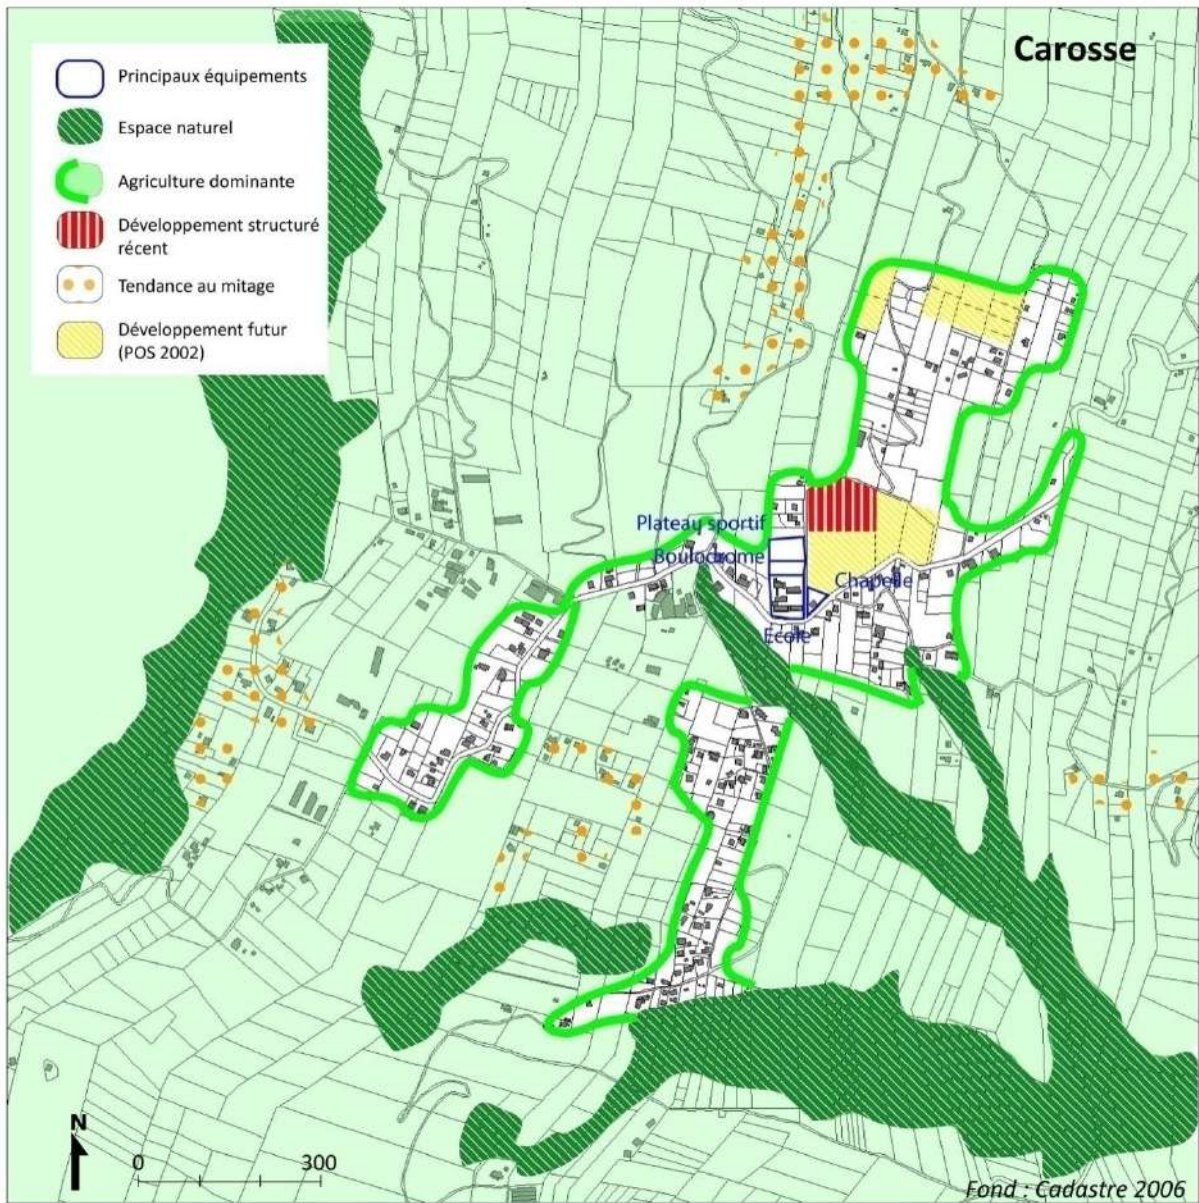 Carosse
Principaux équipements
Espace naturel
Agriculture dominante
Développement structuré
récent
Tendance au mitage
Développement futur
(POS 2002)
Plateau sportif
Boulodrome
Chapelle
Ecole
N
0 300
Fond : Cadastre 2006